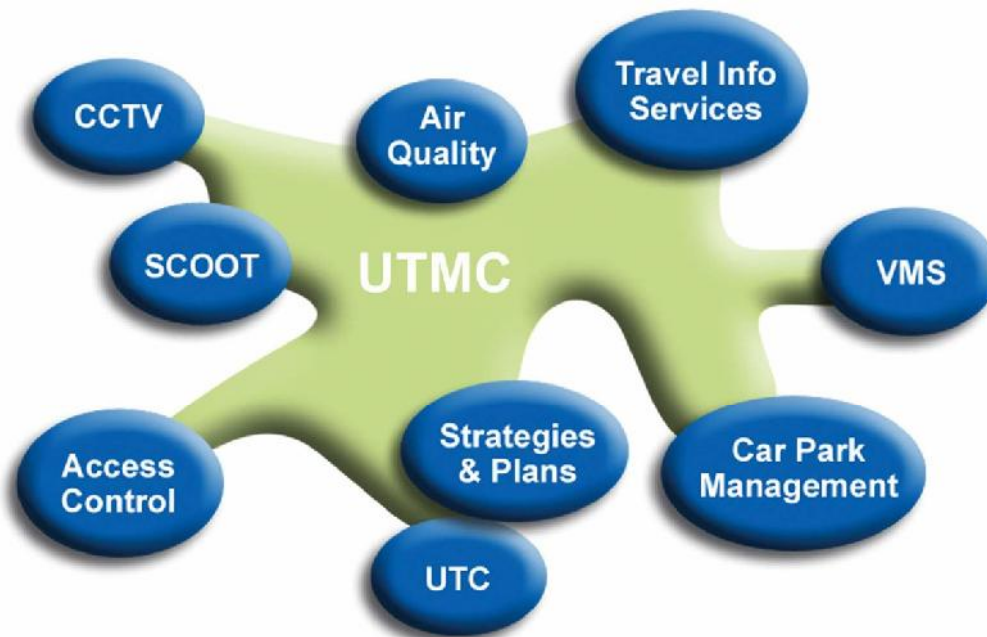 Travel Info
Services
CCTV
Air
Quality
SCOOT
UTMC
VMS
Access
Control
Strategies
& Plans
Car Park
Management
UTC